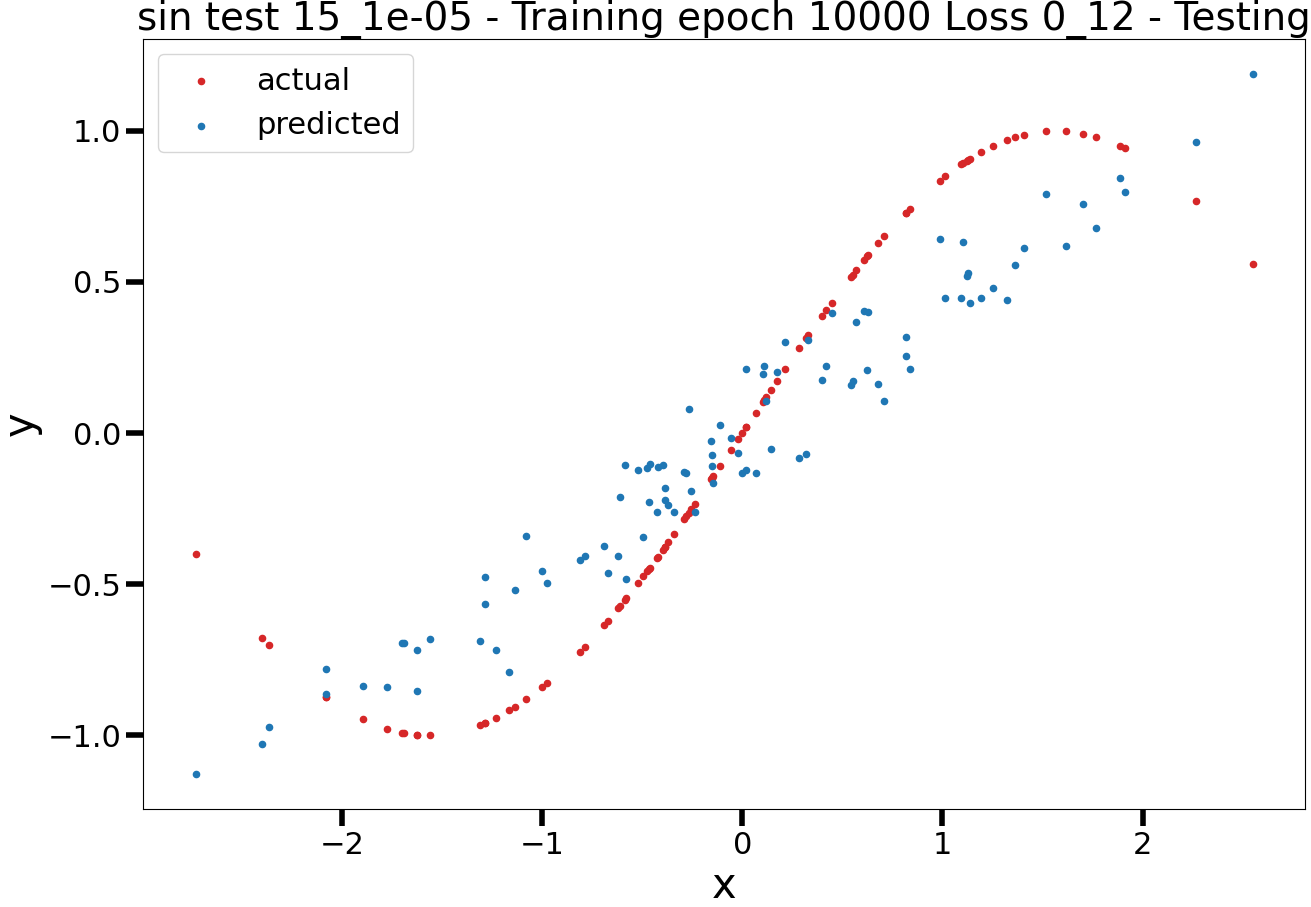 sin test 15_1e-05 - Training epoch 10000 Loss 0_12 - Testing
actual
predicted
1.0
0.5
0.0
−0.5
−1.0
y
−2
−1
0
1
2
x